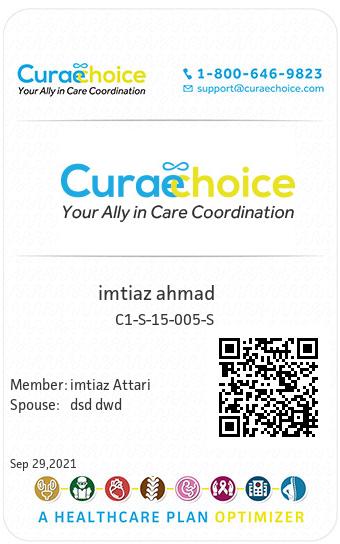 Curaechoice
Your Ally in Care Coordination
1-800-646-9823
support@curaechoice.com
Curaechoice
Your Ally in Care Coordination
imtiaz ahmad
C1-S-15-005-S
Member: imtiaz Attari
Spouse: dsd dwd
Sep 29,2021
A HEALTHCARE PLAN OPTIMIZER